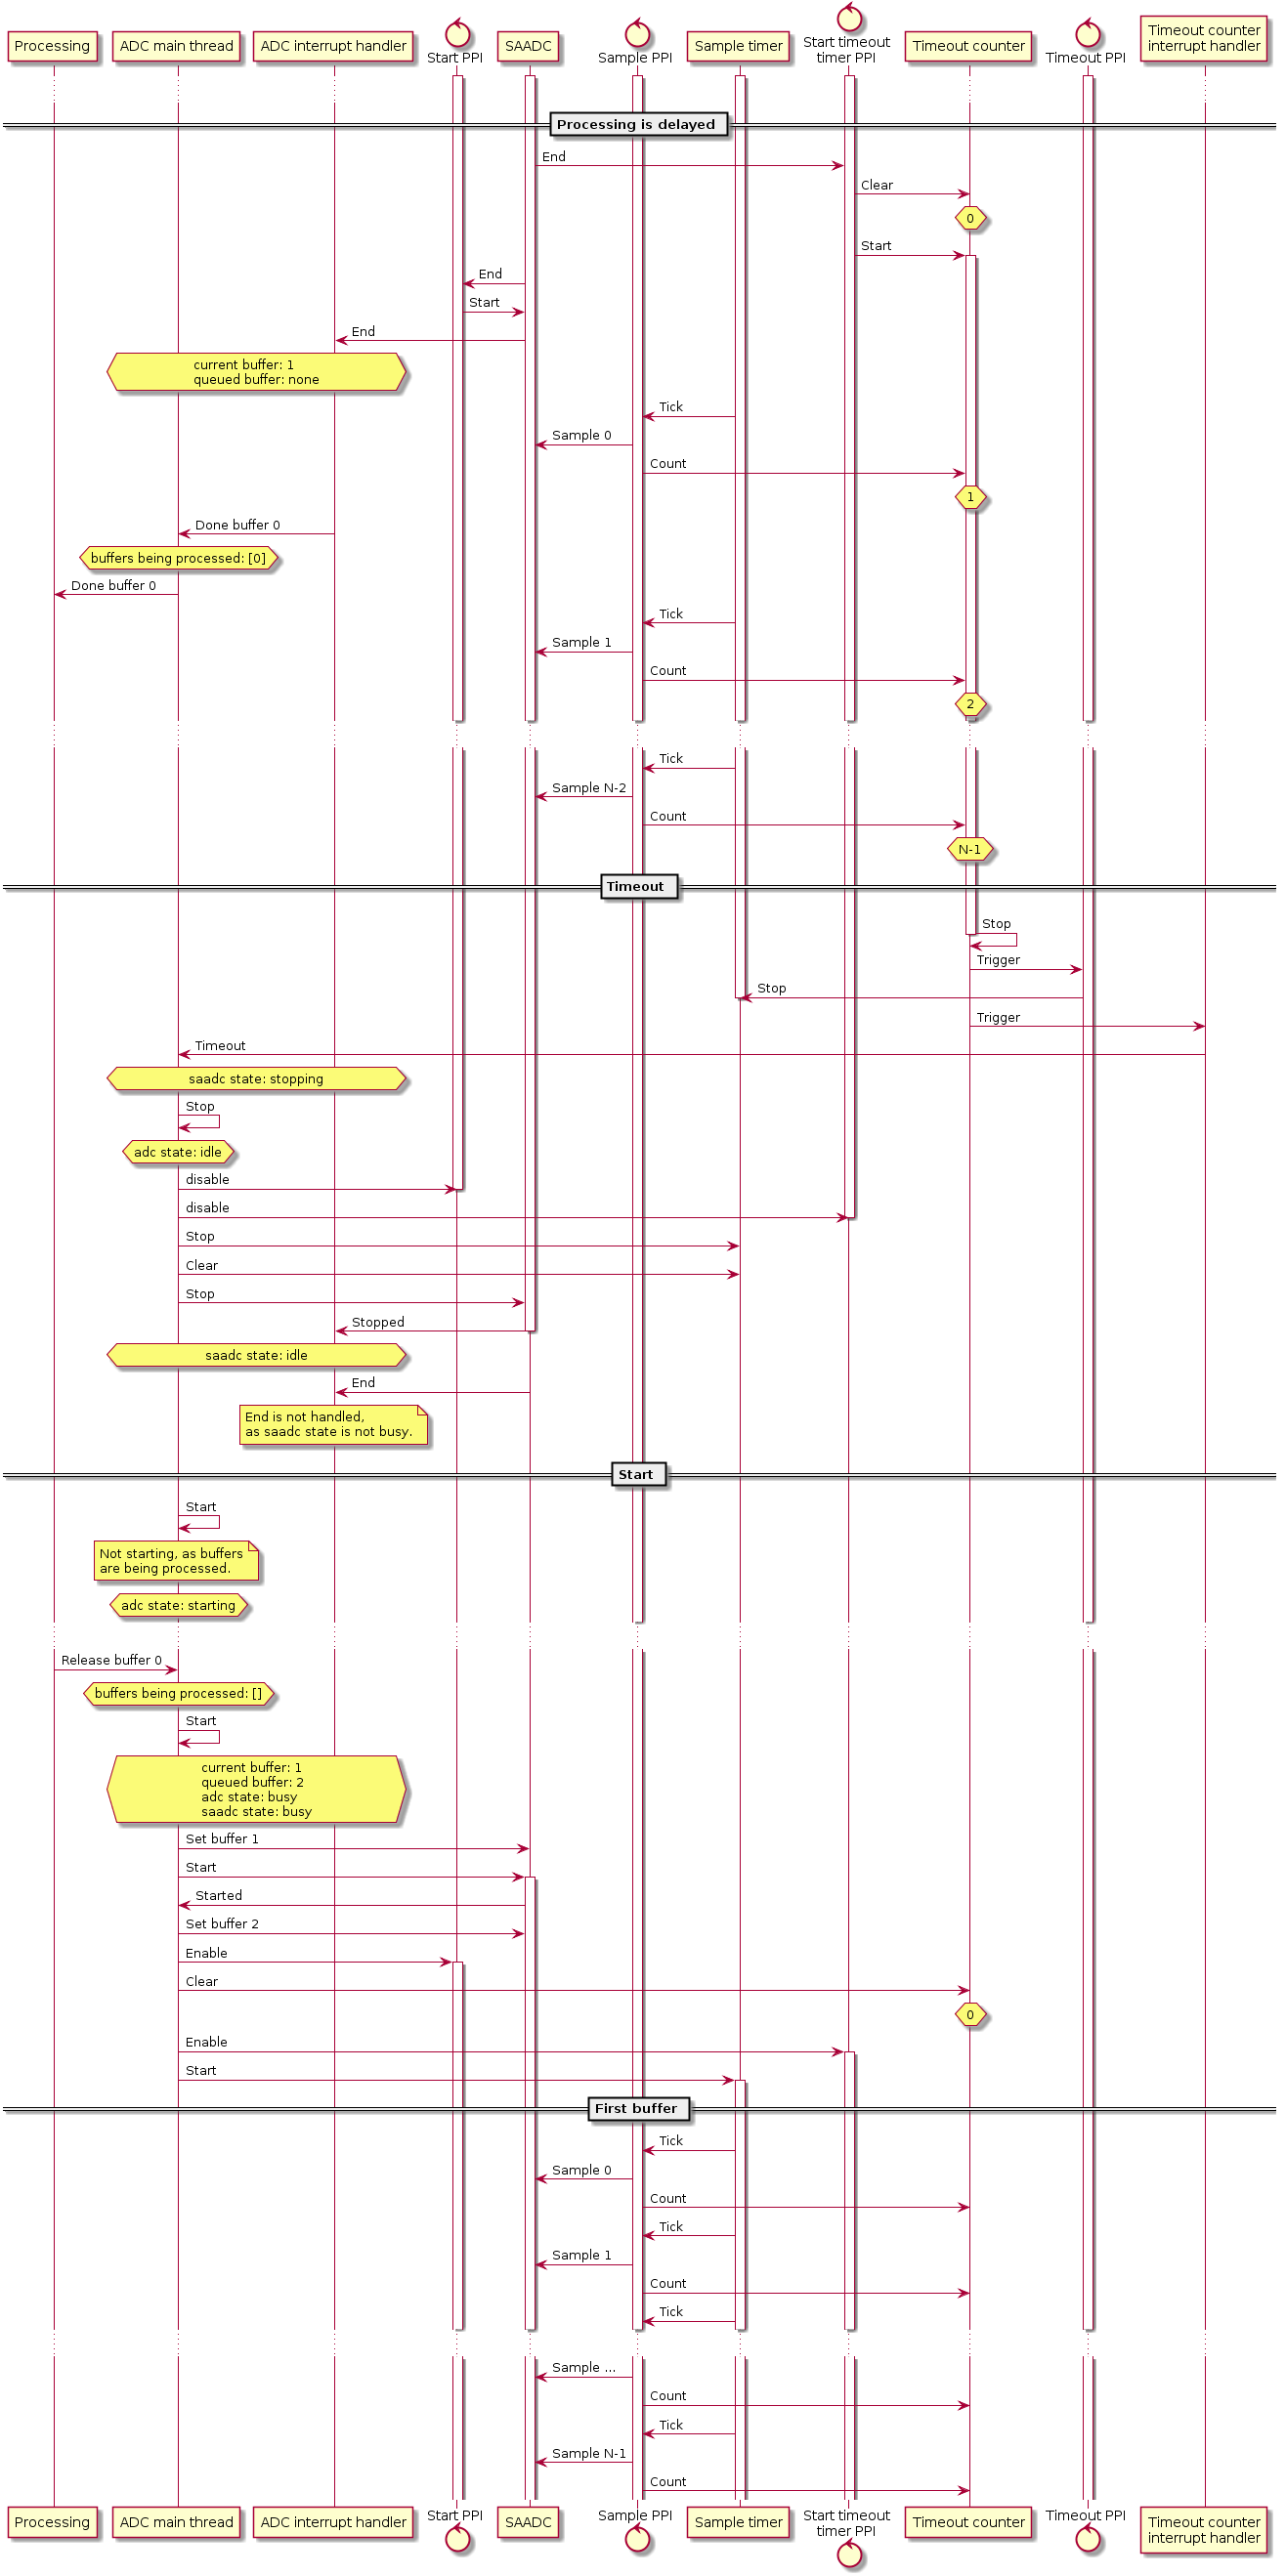 Processing
ADC main thread
ADC interrupt handler
Start PPI
SAADC
Sample PPI
Sample timer
Start timeout
timer PPI
Timeout counter
Timeout PPI
Timeout counter
interrupt handler
Processing is delayed
End
Clear
0
Start
End
Start
End
current buffer: 1
queued buffer: none
Tick
Sample 0
Count
1
Done buffer 0
buffers being processed: [0]
Done buffer 0
Tick
Sample 1
Count
2
Tick
Sample N-2
Count
N-1
Timeout
Stop
Trigger
Stop
Trigger
Timeout
saadc state: stopping
Stop
adc state: idle
disable
disable
Stop
Clear
Stop
Stopped
saadc state: idle
End
End is not handled,
as saadc state is not busy.
Start
Start
Not starting, as buffers
are being processed.
adc state: starting
Release buffer 0
buffers being processed: []
Start
current buffer: 1
queued buffer: 2
adc state: busy
saadc state: busy
Set buffer 1
Start
Started
Set buffer 2
Enable
Clear
0
Enable
Start
First buffer
Tick
Sample 0
Count
Tick
Sample 1
Count
Tick
Sample ...
Count
Tick
Sample N-1
Count
Processing
ADC main thread
ADC interrupt handler
Start PPI
SAADC
Sample PPI
Sample timer
Start timeout
timer PPI
Timeout counter
Timeout PPI
Timeout counter
interrupt handler